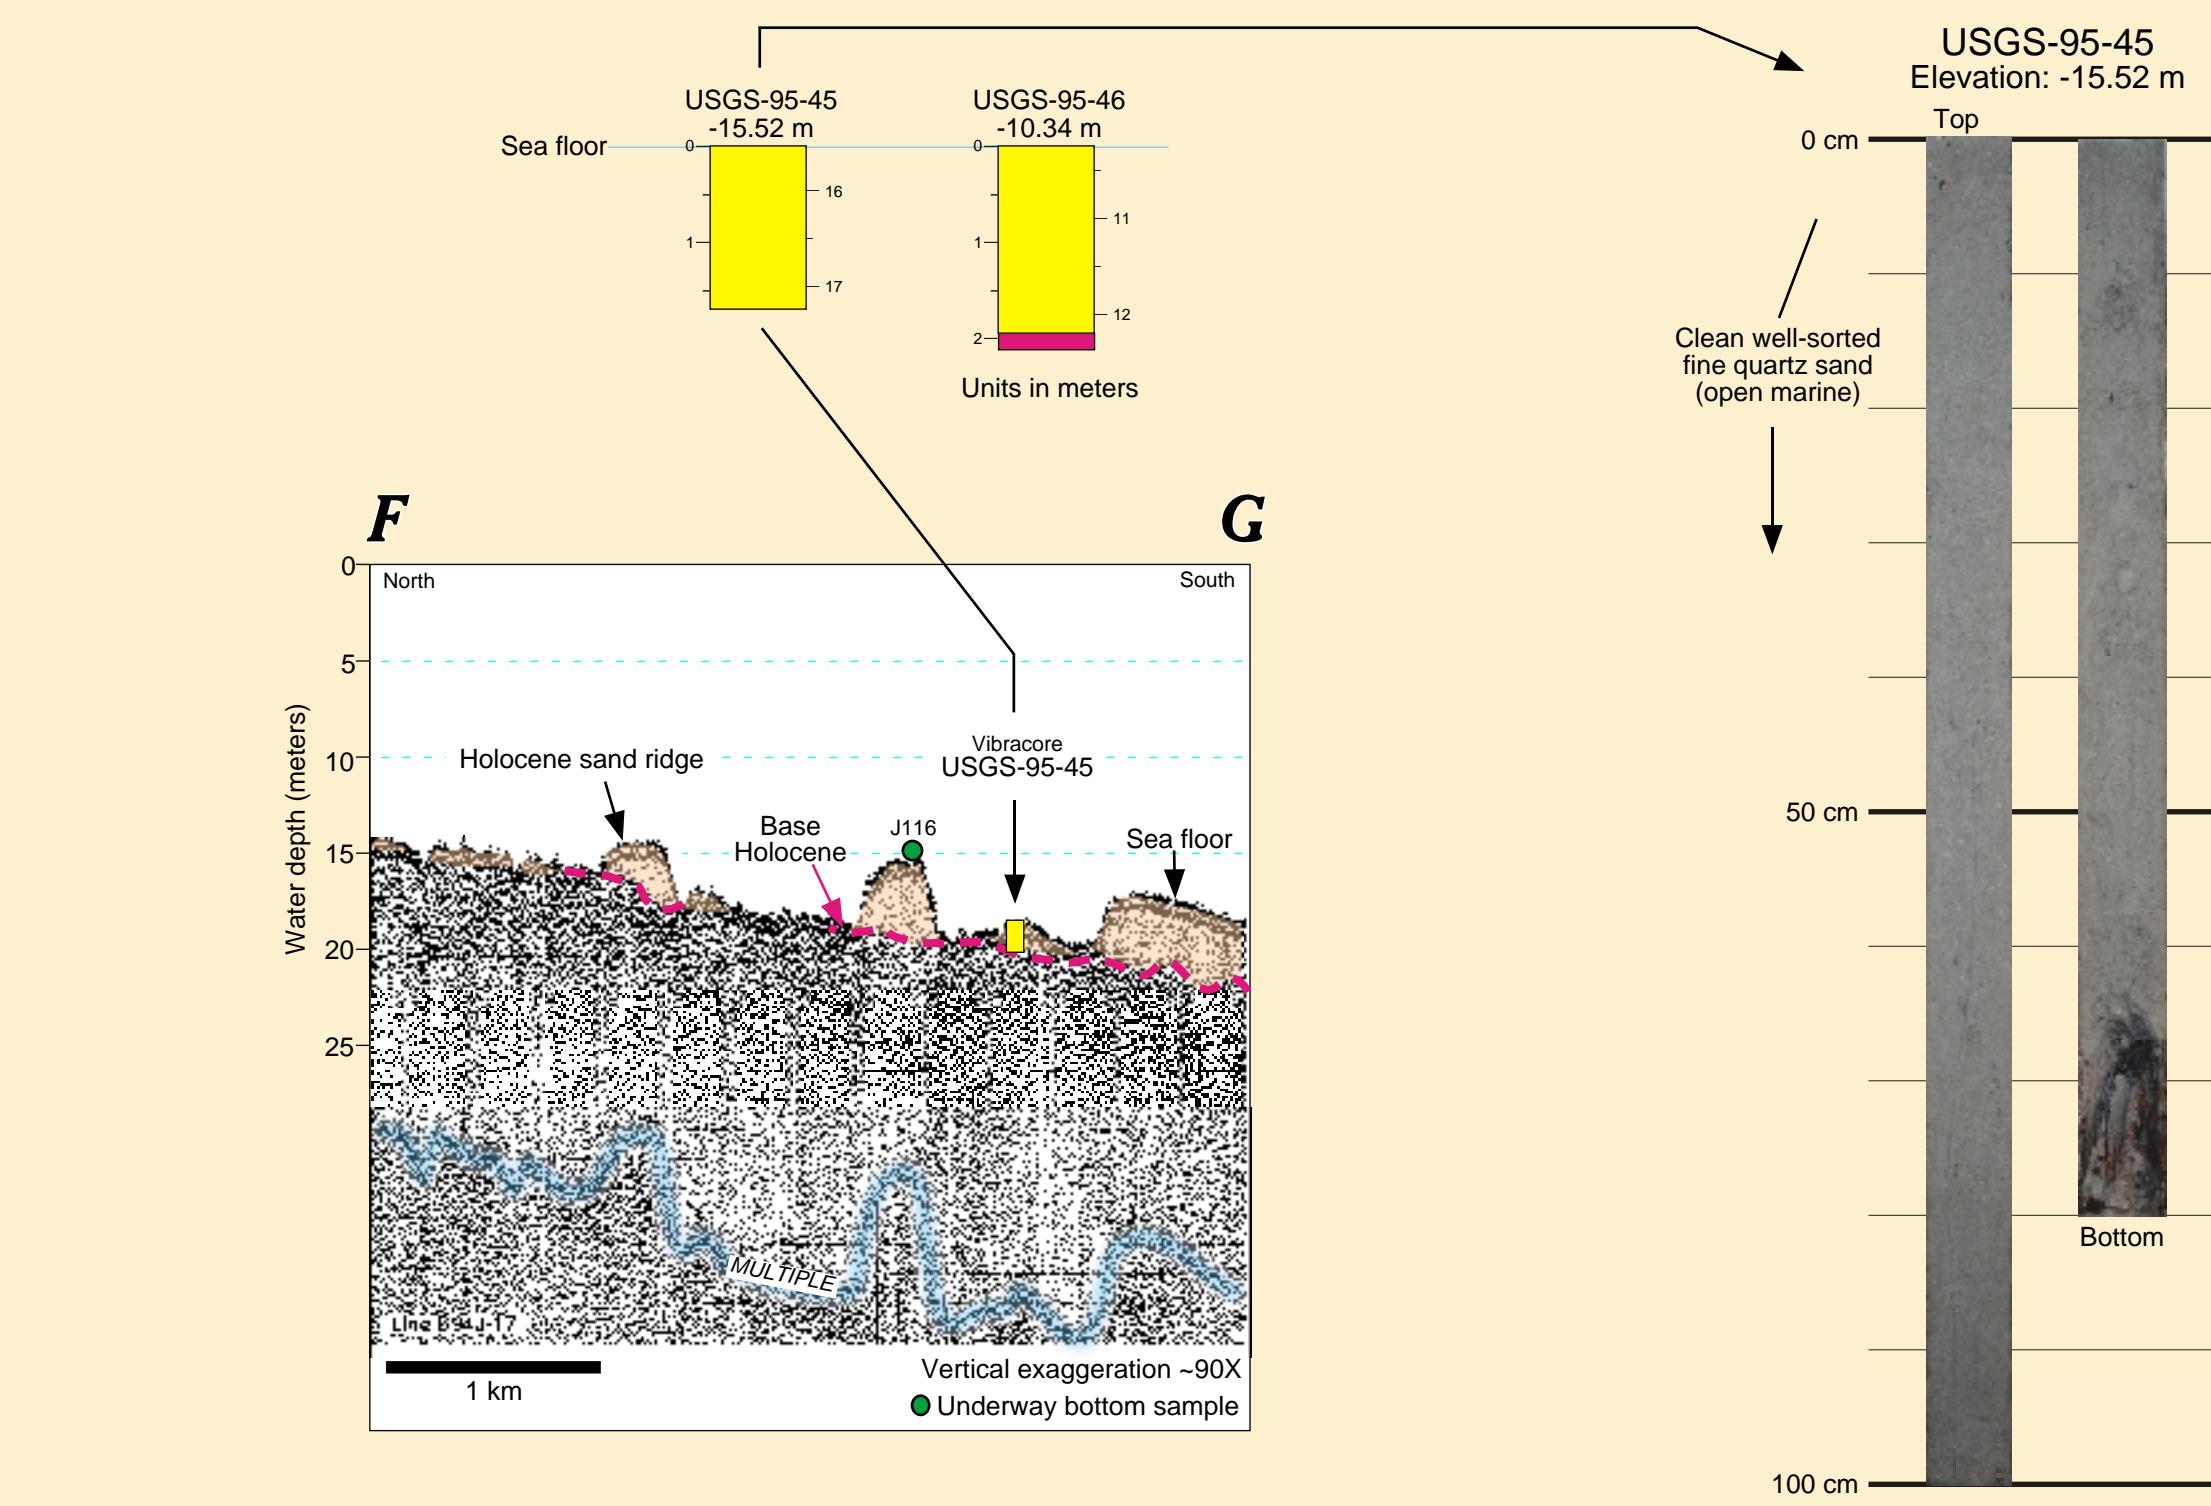 USGS-95-45
-15.52 m
USGS-95-46
-10.34 m
Sea floor
0
1
16
17
0
1
2
11
12
Units in meters
USGS-95-45
Elevation: -15.52 m
Top
0 cm
Clean well-sorted
fine quartz sand
(open marine)
50 cm
100 cm
Bottom
F
G
North
South
0
5
10
15
20
25
Water depth (meters)
Holocene sand ridge
Base
Holocene
J116
Vibracore
USGS-95-45
Sea floor
MULTIPLE
1 km
Vertical exaggeration ~90X
Underway bottom sample